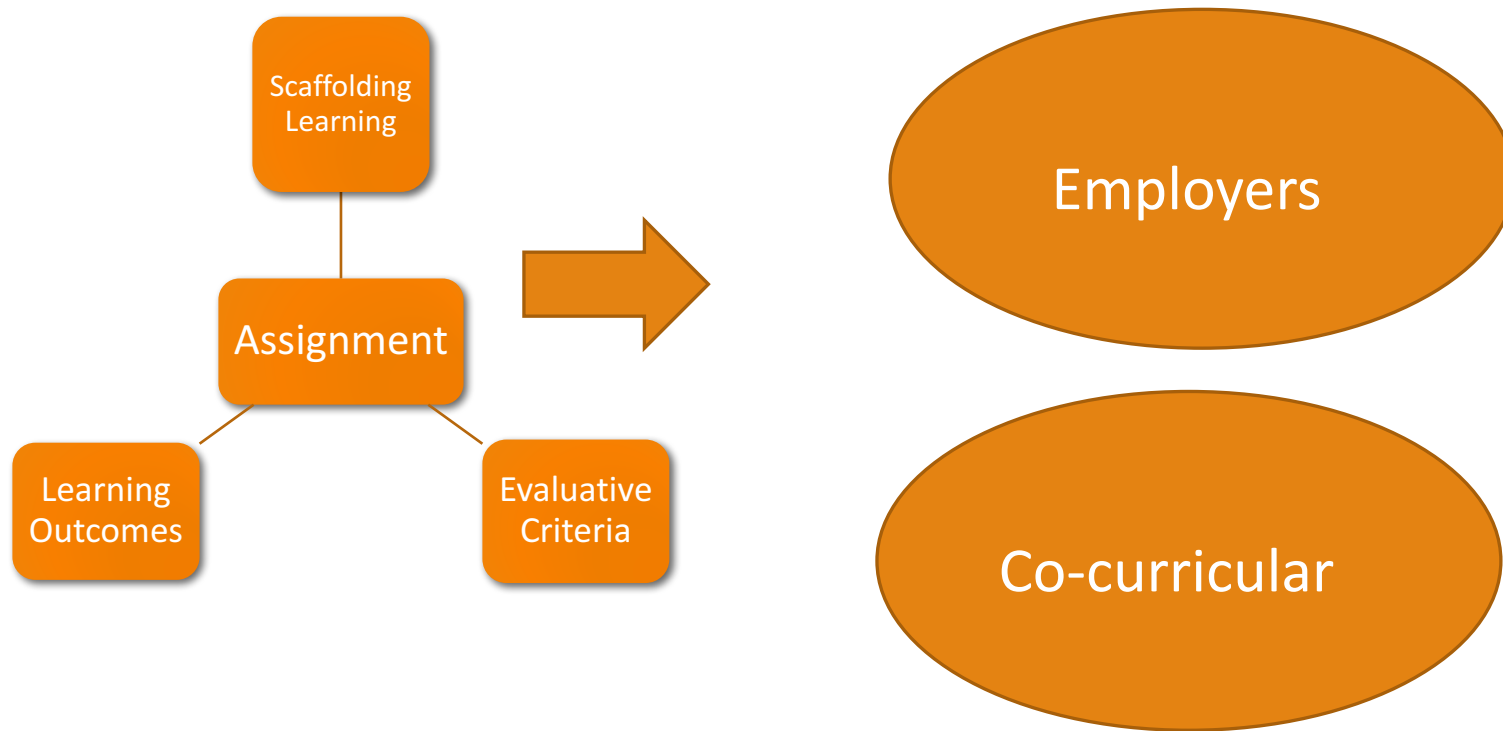 Scaffolding
Learning
Assignment
Learning
Outcomes
Evaluative
Criteria
Employers
Co-curricular